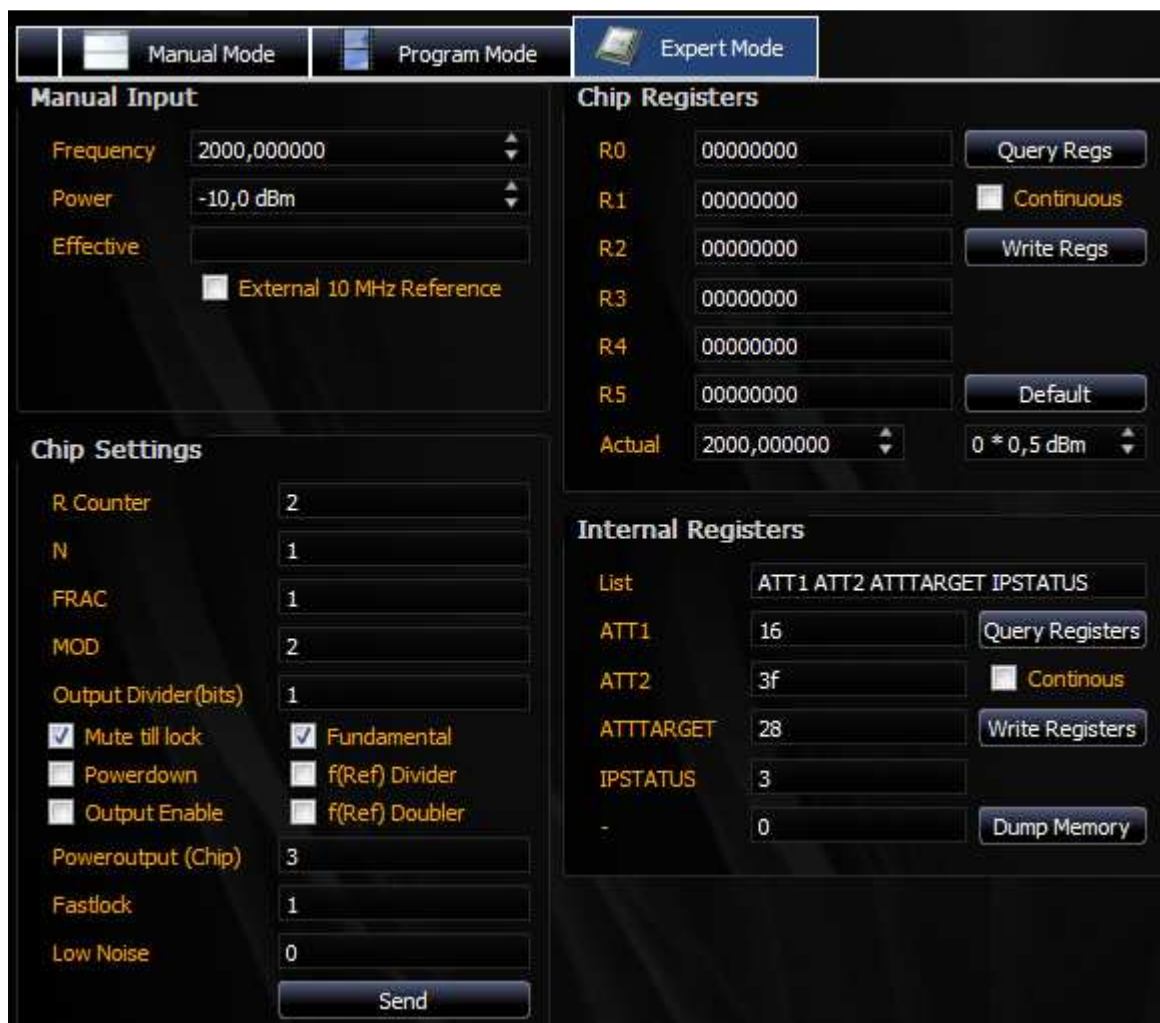 Manual Mode
Program Mode
Expert Mode
Manual Input
Frequency 2000,000000
Power -10,0 dBm
Effective
External 10 MHz Reference
Chip Settings
R Counter 2
N 1
FRAC 1
MOD 2
Output Divider(bits) 1
Mute till lock Fundamental
Powerdown f(Ref) Divider
Output Enable f(Ref) Doubler
Poweroutput (Chip) 3
Fastlock 1
Low Noise 0
Send
Chip Registers
R0 00000000 Query Regs
R1 00000000 Continuous
R2 00000000 Write Regs
R3 00000000
R4 00000000
R5 00000000 Default
Actual 2000,000000 0 * 0,5 dBm
Internal Registers
List ATT1 ATT2 ATTTARGET IPSTATUS
ATT1 16 Query Registers
ATT2 3f Continous
ATTTARGET 28 Write Registers
IPSTATUS 3
- 0 Dump Memory